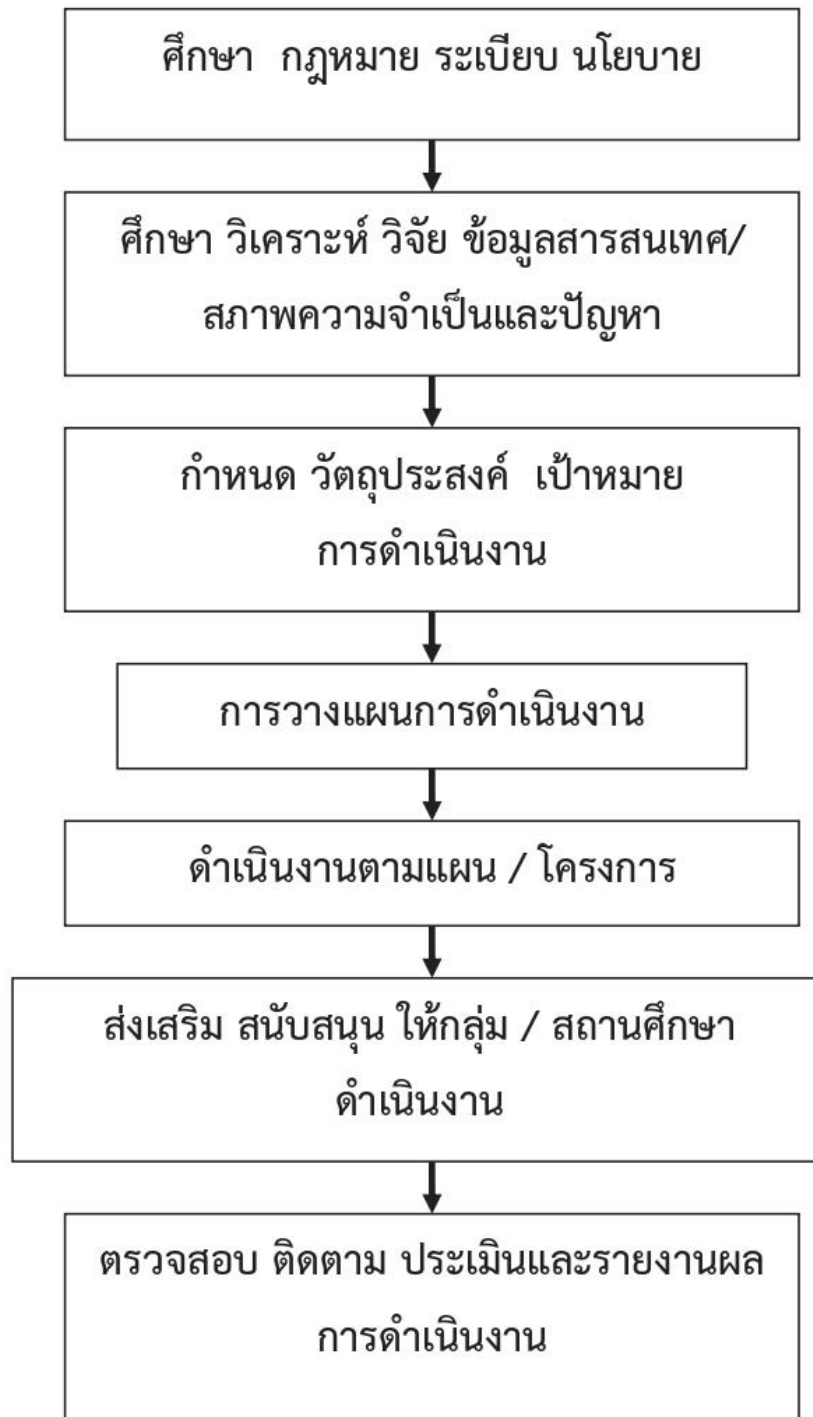 ศึกษา  กฎหมาย ระเบียบ นโยบาย
ศึกษา วิเคราะห์ วิจัย ข้อมูลสารสนเทศ/
สภาพความจำเป็นและปัญหา
กำหนด วัตถุประสงค์  เป้าหมาย
การดำเนินงาน
การวางแผนการดำเนินงาน
ดำเนินงานตามแผน / โครงการ
ส่งเสริม สนับสนุน ให้กลุ่ม / สถานศึกษา
ดำเนินงาน
ตรวจสอบ ติดตาม ประเมินและรายงานผล
การดำเนินงาน